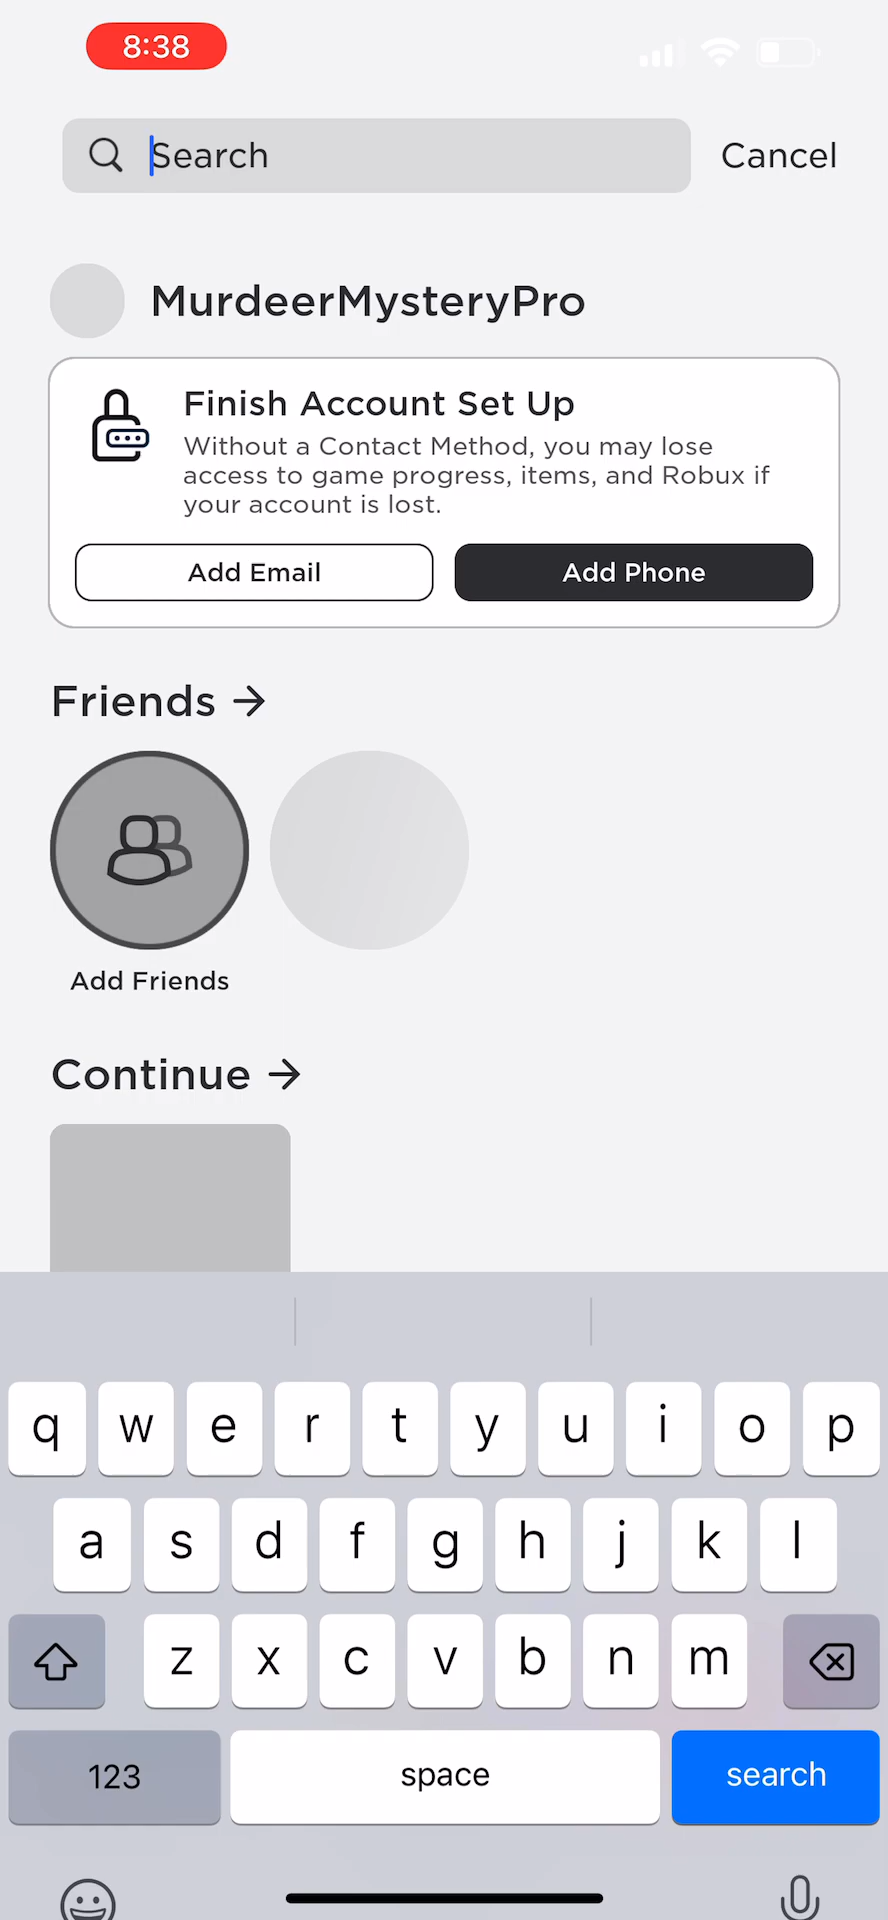 8:38
Search
Cancel
MurdeerMysteryPro
Finish Account Set Up
Without a Contact Method, you may lose
access to game progress, items, and Robux if
your account is lost.
Add Email
Add Phone
Friends →
Add Friends
Continue →
q w e r t y u i o p
a s d f g h j k l
z x c v b n m
123 space search